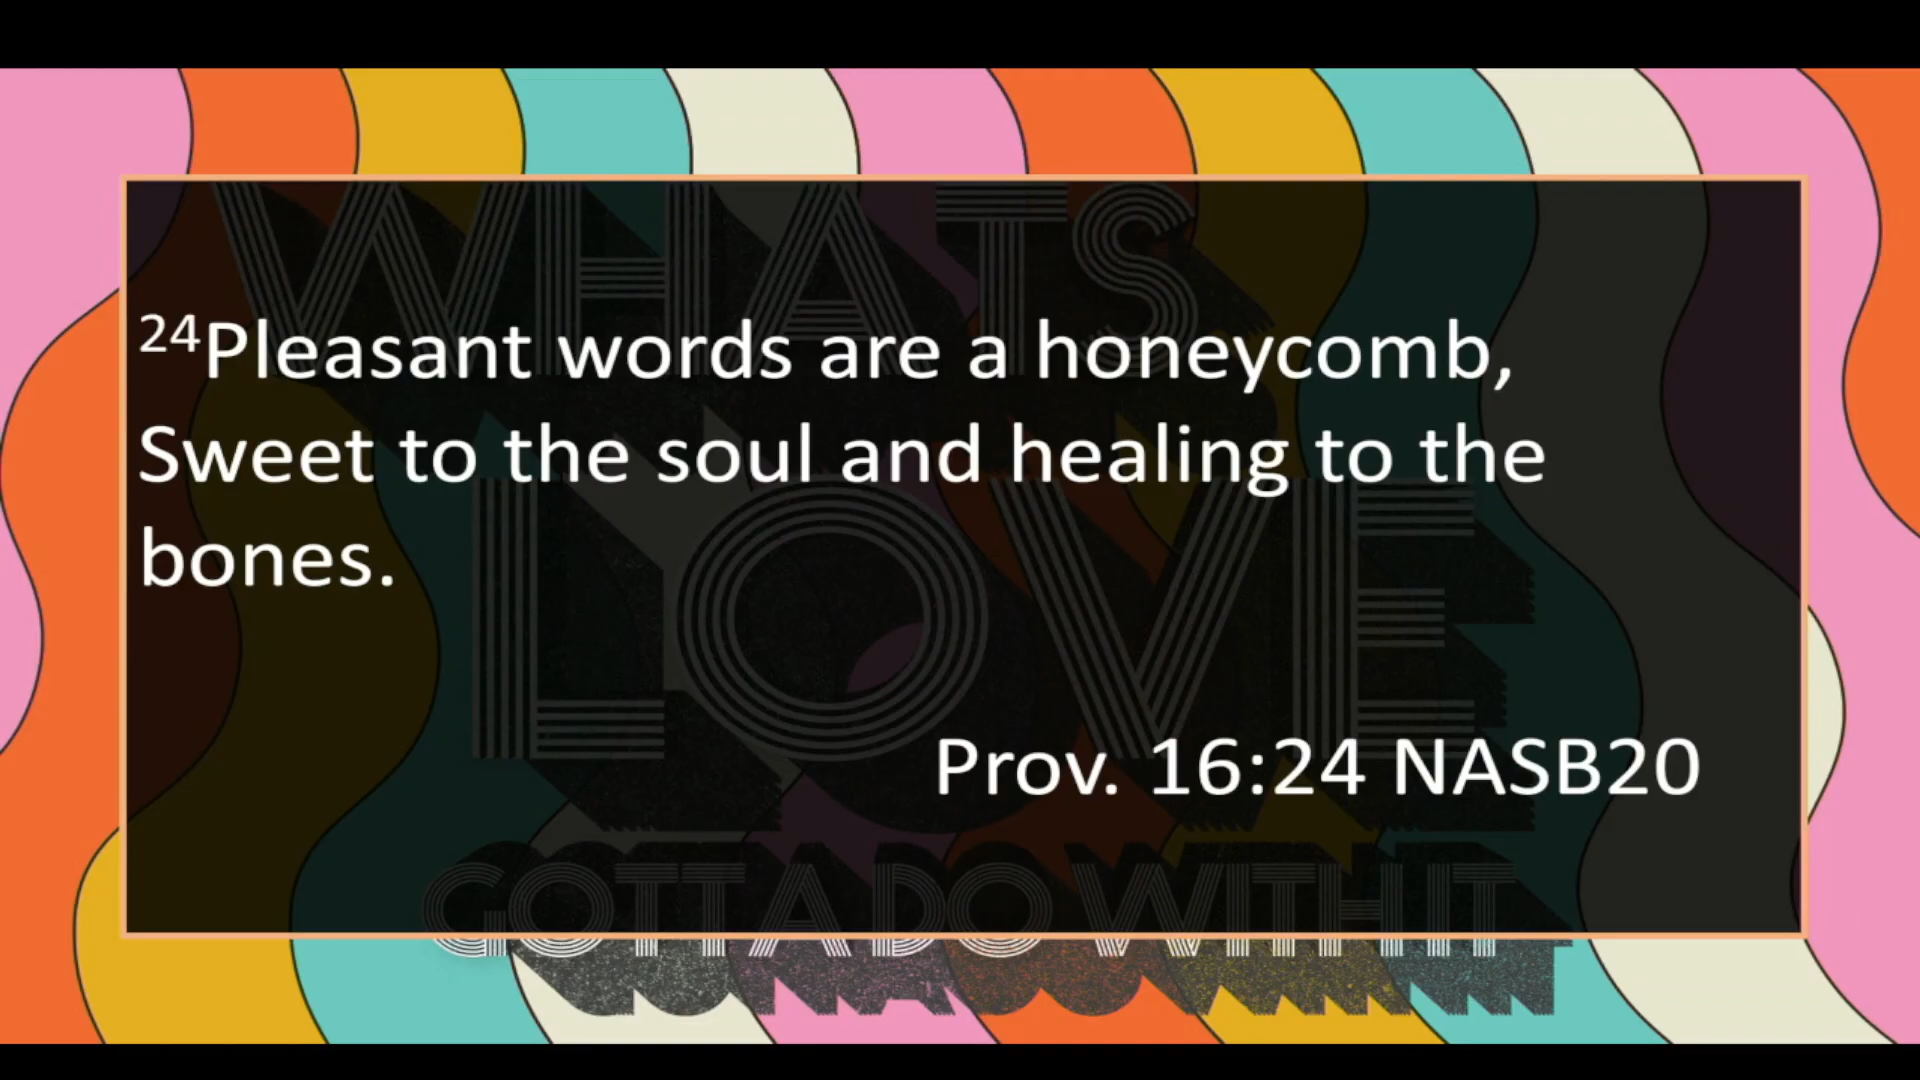 WHATS
²⁴Pleasant words are a honeycomb,
Sweet to the soul and healing to the
bones.
LOVE
Prov. 16:24 NASB20
GOTTA DO WITH IT